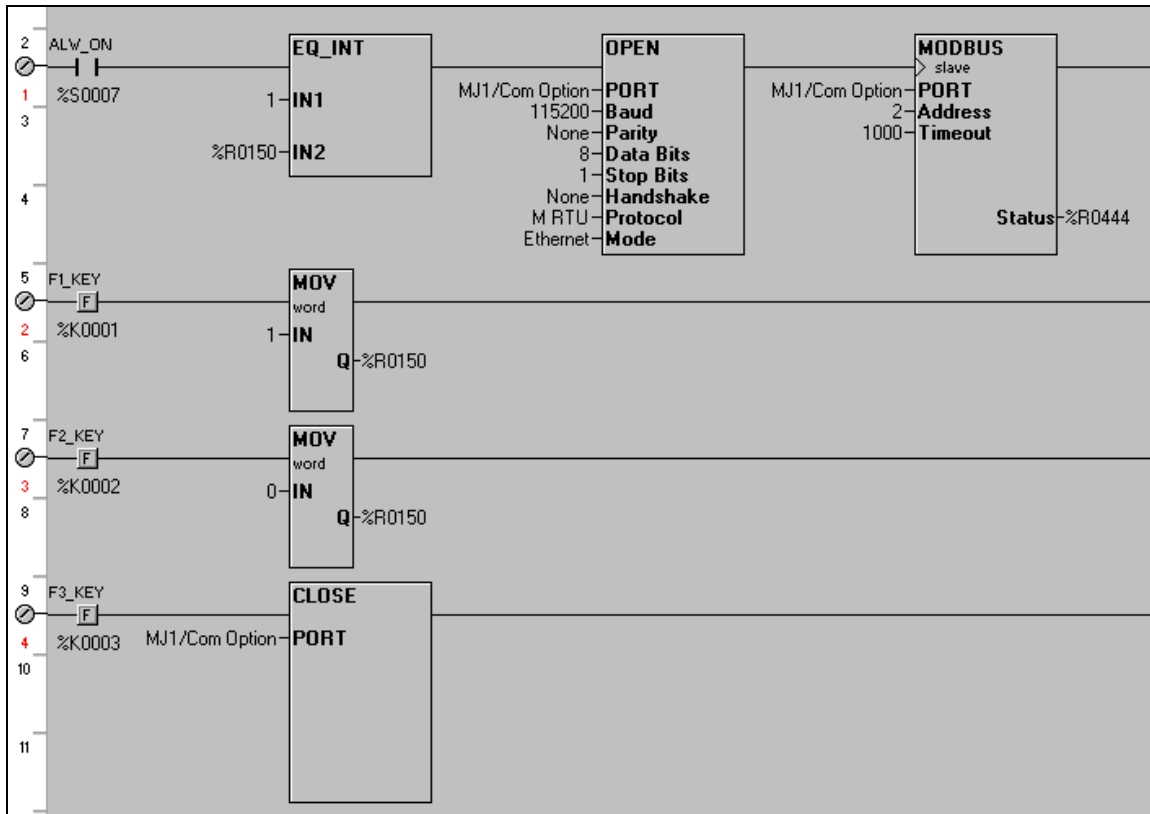 2 ALW_ON EQ_INT OPEN MODBUS
slave
1 %S0007 1 IN1 MJ1/Com Option PORT MJ1/Com Option PORT
115200 Baud 2 Address
3 None Parity 1000 Timeout
%R0150 IN2 8 Data Bits
1 Stop Bits
4 None Handshake
M RTU Protocol Status %R0444
Ethernet Mode
5 F1_KEY MOV
F word
2 %K0001 1 IN
6 Q %R0150
7 F2_KEY MOV
F word
3 %K0002 0 IN
8 Q %R0150
9 F3_KEY CLOSE
F
4 %K0003 MJ1/Com Option PORT
10
11